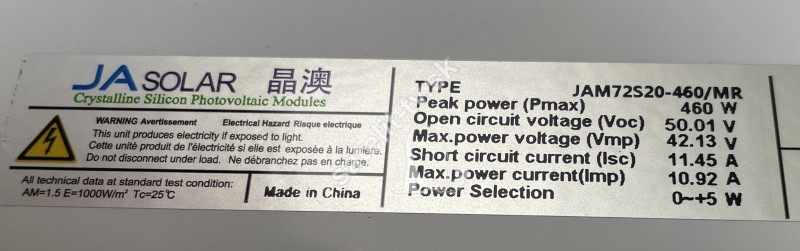 JA SOLAR 晶澳
Crystalline Silicon Photovoltaic Modules
WARNING Avertissement Electrical Hazard Risque electrique
This unit produces electricity if exposed to light.
Cette unité produit de l'électricité si elle est exposée à la lumière.
Do not disconnect under load. Ne débranchez pas en charge.
All technical data at standard test condition:
AM=1.5 E=1000W/m² Tc=25℃
Made in China
TYPE JAM72S20-460/MR
Peak power (Pmax) 460 W
Open circuit voltage (Voc) 50.01 V
Max.power voltage (Vmp) 42.13 V
Short circuit current (Isc) 11.45 A
Max.power current(Imp) 10.92 A
Power Selection 0~+5 W